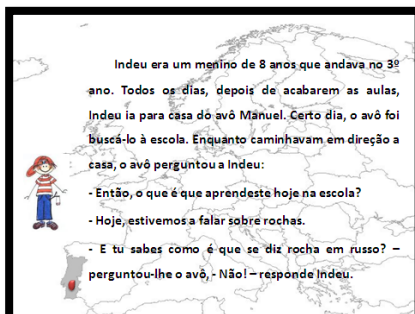 Indeu era um menino de 8 anos que andava no 3º
ano. Todos os dias, depois de acabarem as aulas,
Indeu ia para casa do avô Manuel. Certo dia, o avô foi
buscá-lo à escola. Enquanto caminhavam em direção a
casa, o avô perguntou a Indeu:
- Então, o que é que aprendeste hoje na escola?
- Hoje, estivemos a falar sobre rochas.
- E tu sabes como é que se diz rocha em russo? –
perguntou-lhe o avô, - Não! – responde Indeu.